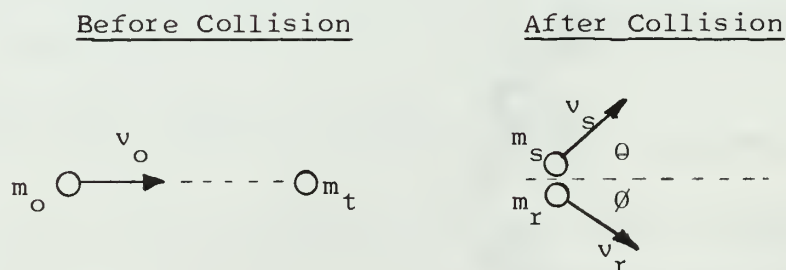 Before Collision
After Collision
v_o
m_o
m_t
v_s
m_s
θ
m_r
Ø
v_r